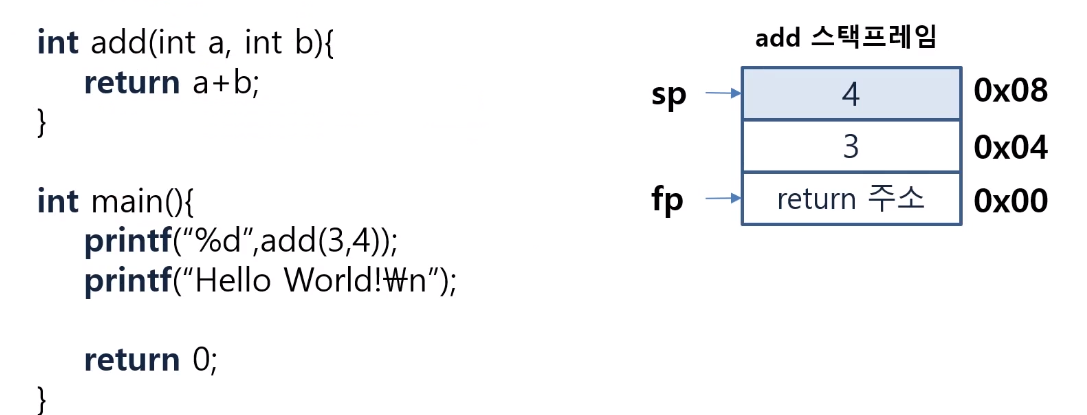 int add(int a, int b){
return a+b;
}
int main(){
printf(“%d”,add(3,4));
printf(“Hello World!₩n”);
return 0;
}
add 스택프레임
sp 4 0x08
3 0x04
fp return 주소 0x00